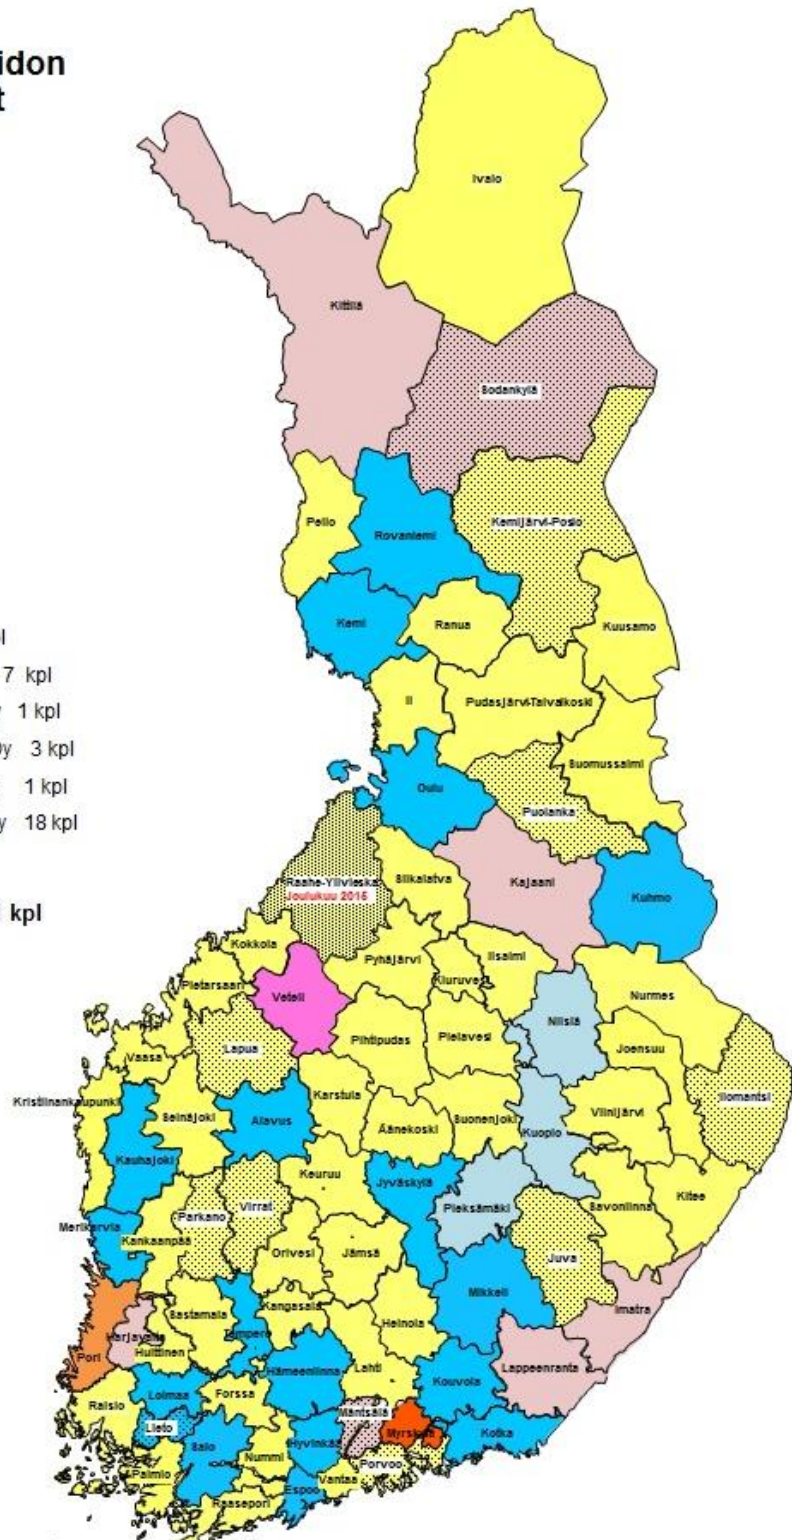 idon
t
l
7 kpl
1 kpl
y 3 kpl
1 kpl
y 18 kpl
kpl
Ivalo
Kittilä
Sodankylä
Pello
Rovaniemi
Kemijärvi-Posio
Kemi
Ranua
Kuusamo
Ii
Pudasjärvi-Taivalkoski
Oulu
Suomussalmi
Puolanka
Raahe-Ylivieska
Joulukuu 2015
Siikalatva
Kajaani
Kuhmo
Kokkola
Pyhäjärvi
Kiuruvesi
Iisalmi
Pietarsaari
Veteli
Nilsiä
Nurmes
Vaasa
Lapua
Pihtipudas
Pielavesi
Joensuu
Ilomantsi
Kristiinankaupunki
Seinäjoki
Alavus
Karstula
Äänekoski
Suonenjoki
Kuopio
Viinijärvi
Kauhajoki
Keuruu
Jyväskylä
Pieksämäki
Savonlinna
Kitee
Merikarvia
Kankaanpää
Parkano
Virrat
Orivesi
Jämsä
Juva
Mikkeli
Imatra
Pori
Harjavalta
Sastamala
Huittinen
Tampere
Kangasala
Heinola
Lappeenranta
Raisio
Loimaa
Forssa
Hämeenlinna
Lahti
Kouvola
Lieto
Salo
Hyvinkää
Mäntsälä
Myrskylä
Kotka
Paimio
Nummi
Vantaa
Porvoo
Raasepori
Espoo